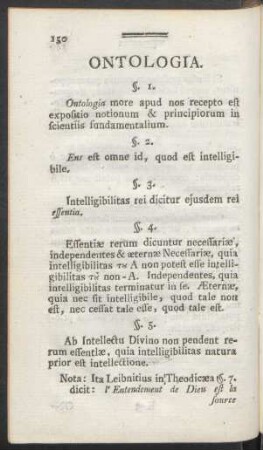 150
ONTOLOGIA.
§. 1.
Ontologia more apud nos recepto est
expositio notionum & principiorum in
scientiis fundamentalium.
§. 2.
Ens est omne id, quod est intelligi-
bile.
§. 3.
Intelligibilitas rei dicitur ejusdem rei
essentia.
§. 4.
Essentiæ rerum dicuntur necessariæ,
independentes & æternæ Necessariæ, quia
intelligibilitas τȣ A non potest esse intelli-
gibilitas τȣ non-A. Independentes, quia
intelligibilitas terminatur in se. Æternæ,
quia nec sit intelligibile, quod tale non
est, nec cessat tale esse, quod tale est.
§. 5.
Ab Intellectu Divino non pendent re-
rum essentiæ, quia intelligibilitas natura
prior est intellectione.
Nota: Ita Leibnitius in Theodicæa §. 7.
dicit: l'Entendement de Dieu est la
source